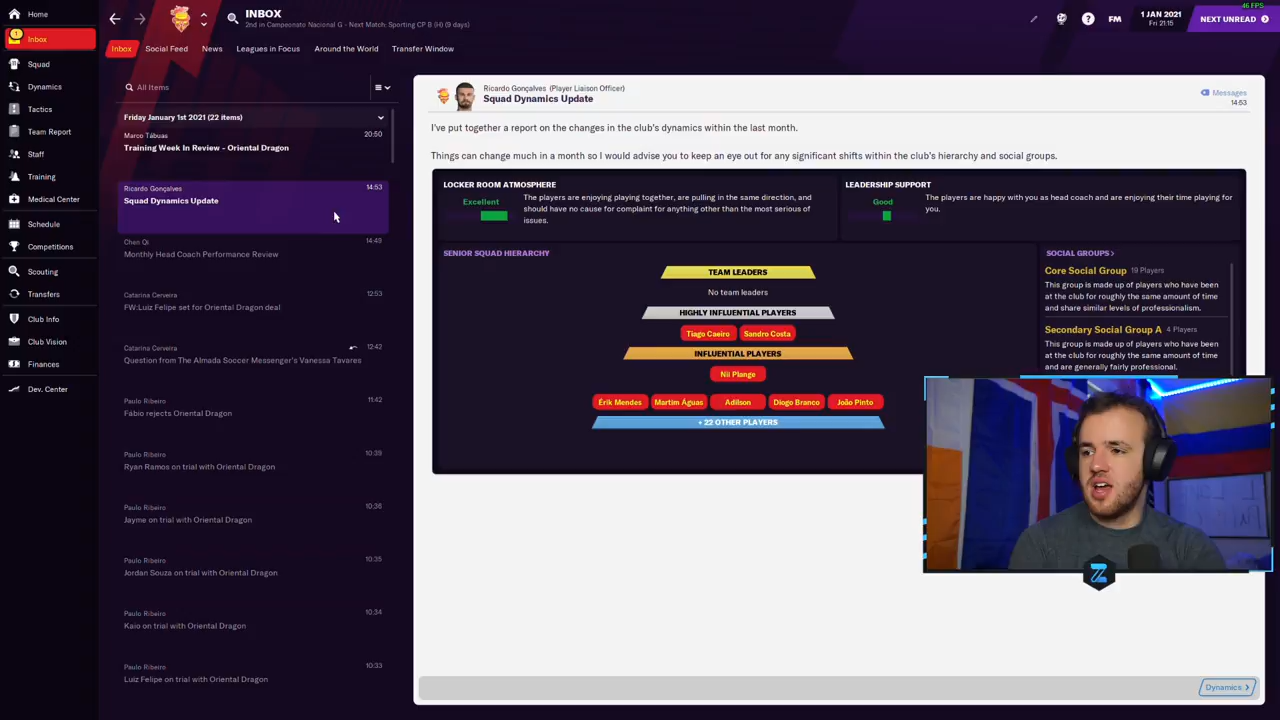 46 FPS
INBOX
2nd in Campeonato Nacional G - Next Match: Sporting CP B (H) (9 days)
FM
1 JAN 2021
Fri 21:15
NEXT UNREAD
Home
1
Inbox
Squad
Dynamics
Tactics
Team Report
Staff
Training
Medical Center
Schedule
Competitions
Scouting
Transfers
Club Info
Club Vision
Finances
Dev. Center
Inbox
Social Feed
News
Leagues in Focus
Around the World
Transfer Window
All Items
Friday January 1st 2021 (22 items)
Marco Tábuas
20:50
Training Week In Review - Oriental Dragon
Ricardo Gonçalves
14:53
Squad Dynamics Update
Chen Qi
14:49
Monthly Head Coach Performance Review
Catarina Cerveira
12:53
FW:Luiz Felipe set for Oriental Dragon deal
Catarina Cerveira
12:42
Question from The Almada Soccer Messenger's Vanessa Tavares
Paulo Ribeiro
11:42
Fábio rejects Oriental Dragon
Paulo Ribeiro
10:39
Ryan Ramos on trial with Oriental Dragon
Paulo Ribeiro
10:36
Jayme on trial with Oriental Dragon
Paulo Ribeiro
10:35
Jordan Souza on trial with Oriental Dragon
Paulo Ribeiro
10:34
Kaio on trial with Oriental Dragon
Paulo Ribeiro
10:33
Luiz Felipe on trial with Oriental Dragon
Ricardo Gonçalves (Player Liaison Officer)
Squad Dynamics Update
Messages
14:53
I've put together a report on the changes in the club's dynamics within the last month.
Things can change much in a month so I would advise you to keep an eye out for any significant shifts within the club's hierarchy and social groups.
LOCKER ROOM ATMOSPHERE
Excellent
The players are enjoying playing together, are pulling in the same direction, and
should have no cause for complaint for anything other than the most serious of
issues.
LEADERSHIP SUPPORT
Good
The players are happy with you as head coach and are enjoying their time playing for
you.
SENIOR SQUAD HIERARCHY
TEAM LEADERS
No team leaders
HIGHLY INFLUENTIAL PLAYERS
Tiago Caeiro
Sandro Costa
INFLUENTIAL PLAYERS
Nii Plange
Érik Mendes
Martim Águas
Adilson
Diogo Branco
João Pinto
+ 22 OTHER PLAYERS
SOCIAL GROUPS
Core Social Group 19 Players
This group is made up of players who have been
at the club for roughly the same amount of time
and share similar levels of professionalism.
Secondary Social Group A 4 Players
This group is made up of players who have been
at the club for roughly the same amount of time
and are generally fairly professional.
Dynamics